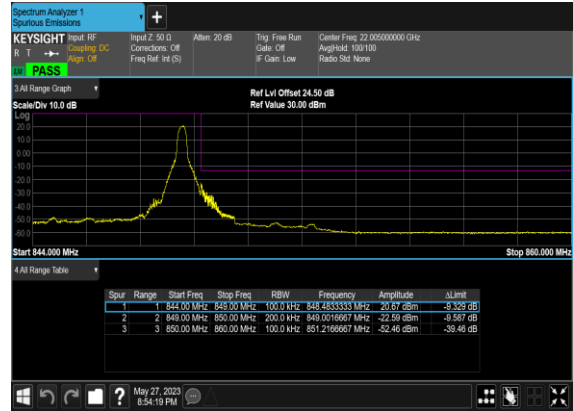 Spectrum Analyzer 1
Spurious Emissions
KEYSIGHT Input: RF Input Z: 50 Ω Atten: 20 dB Trig: Free Run Center Freq: 22.005000000 GHz
R T Coupling: DC Corrections: Off Gate: Off Avg|Hold: 100/100
Align: Off Freq Ref: Int (S) IF Gain: Low Radio Std: None
PASS
3 All Range Graph
Ref Lvl Offset 24.50 dB
Scale/Div 10.0 dB Ref Value 30.00 dBm
Log
20.0
10.0
0.00
-10.0
-20.0
-30.0
-40.0
-50.0
-60.0
Start 844.000 MHz Stop 860.000 MHz
4 All Range Table
Spur Range Start Freq Stop Freq RBW Frequency Amplitude ΔLimit
1 1 844.00 MHz 849.00 MHz 100.0 kHz 848.4833333 MHz 20.67 dBm -9.329 dB
2 2 849.00 MHz 850.00 MHz 200.0 kHz 849.0016667 MHz -22.59 dBm -9.587 dB
3 3 850.00 MHz 860.00 MHz 100.0 kHz 851.2166667 MHz -52.46 dBm -39.46 dB
May 27, 2023
8:54:19 PM